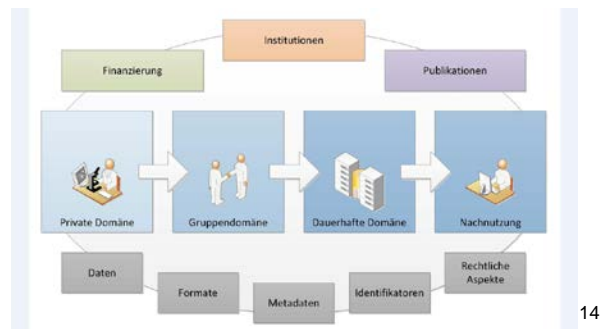 Institutionen
Finanzierung
Publikationen
Private Domäne
Gruppendomäne
Dauerhafte Domäne
Nachnutzung
Daten
Formate
Metadaten
Identifikatoren
Rechtliche
Aspekte
14